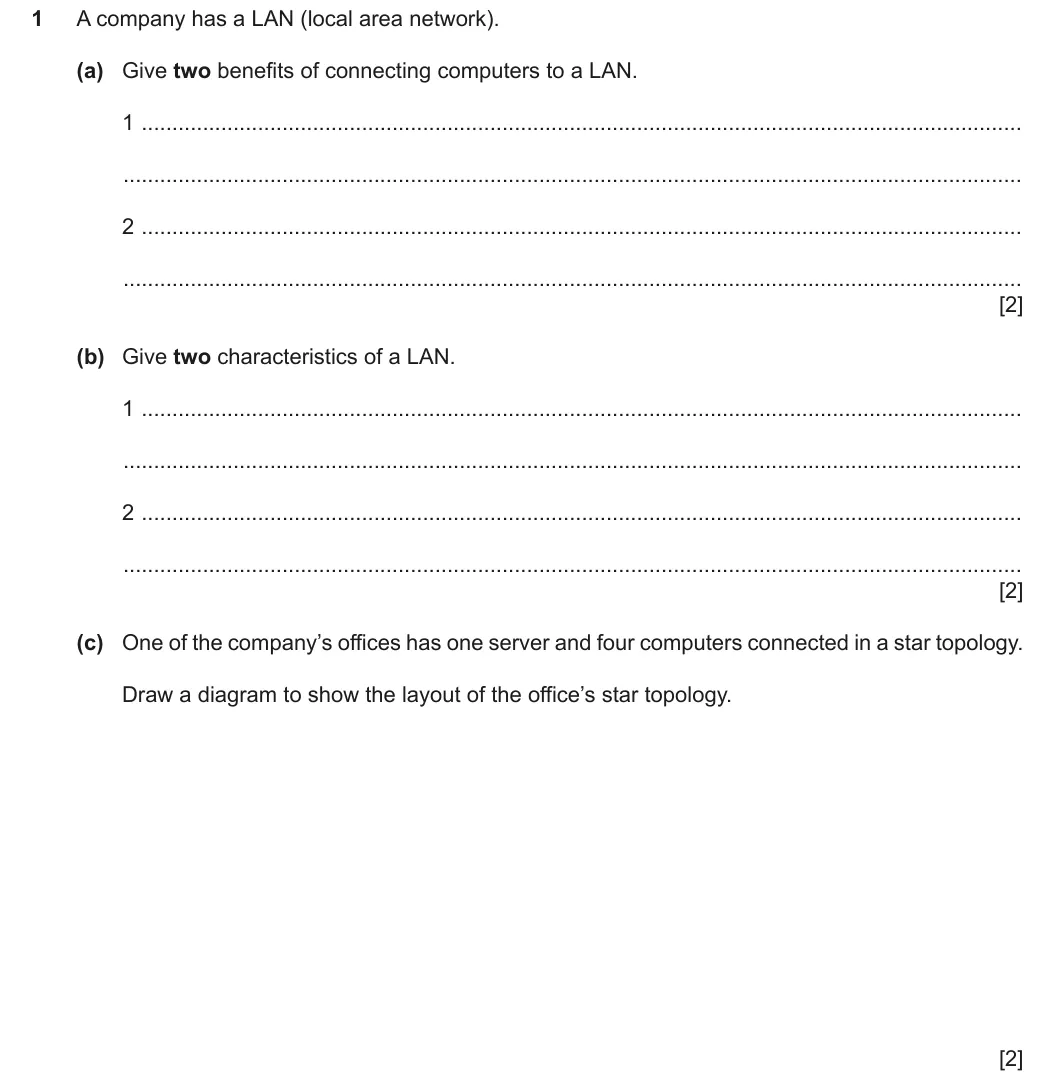 1 A company has a LAN (local area network).
(a) Give two benefits of connecting computers to a LAN.
1 ................................................................................................................................................
................................................................................................................................................
2 ................................................................................................................................................
................................................................................................................................................
[2]
(b) Give two characteristics of a LAN.
1 ................................................................................................................................................
................................................................................................................................................
2 ................................................................................................................................................
................................................................................................................................................
[2]
(c) One of the company’s offices has one server and four computers connected in a star topology.
Draw a diagram to show the layout of the office’s star topology.
[2]